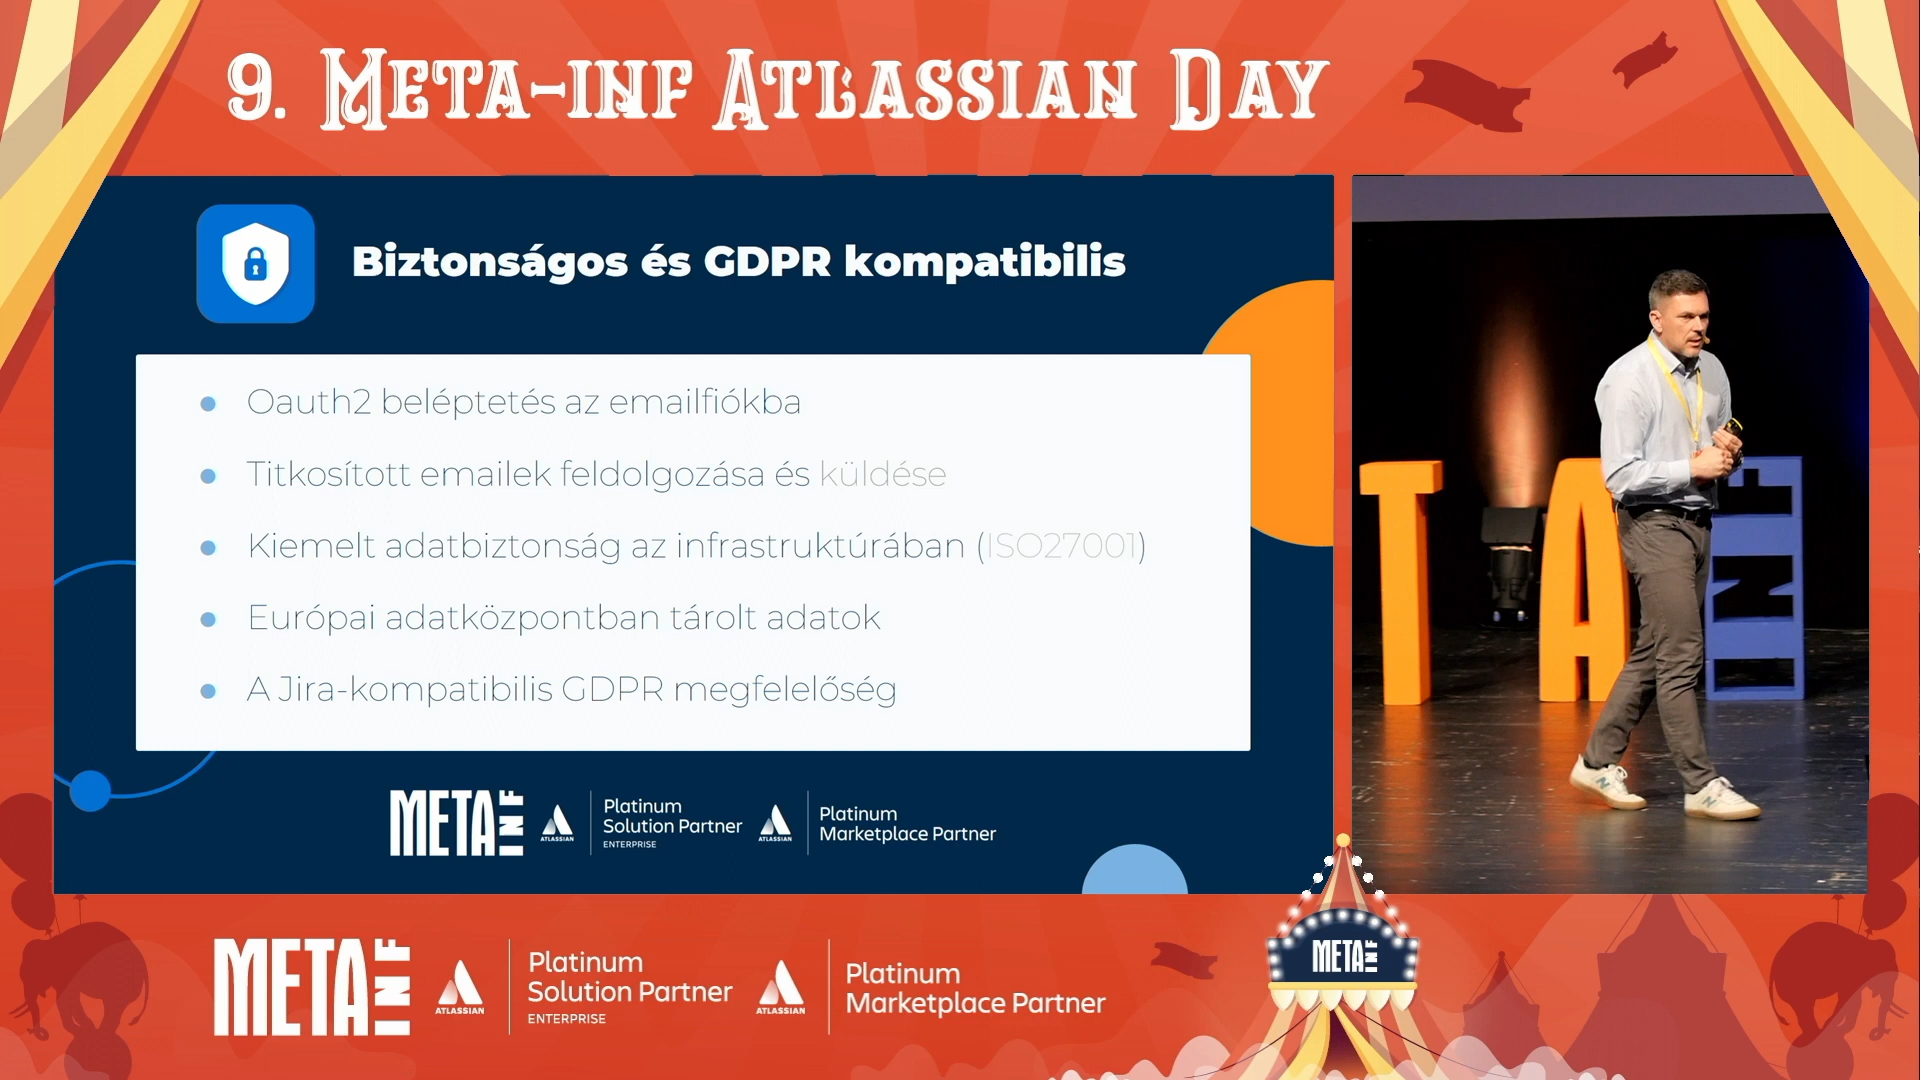 9. META-INF ATLASSIAN DAY
Biztonságos és GDPR kompatibilis
Oauth2 beléptetés az emailfiókba
Titkosított emailek feldolgozása és küldése
Kiemelt adatbiztonság az infrastruktúrában (ISO27001)
Európai adatközpontban tárolt adatok
A Jira-kompatibilis GDPR megfelelőség
META INF
ATLASSIAN
Platinum
Solution Partner
ENTERPRISE
ATLASSIAN
Platinum
Marketplace Partner
TA INF
META INF
META INF
ATLASSIAN
Platinum
Solution Partner
ENTERPRISE
ATLASSIAN
Platinum
Marketplace Partner